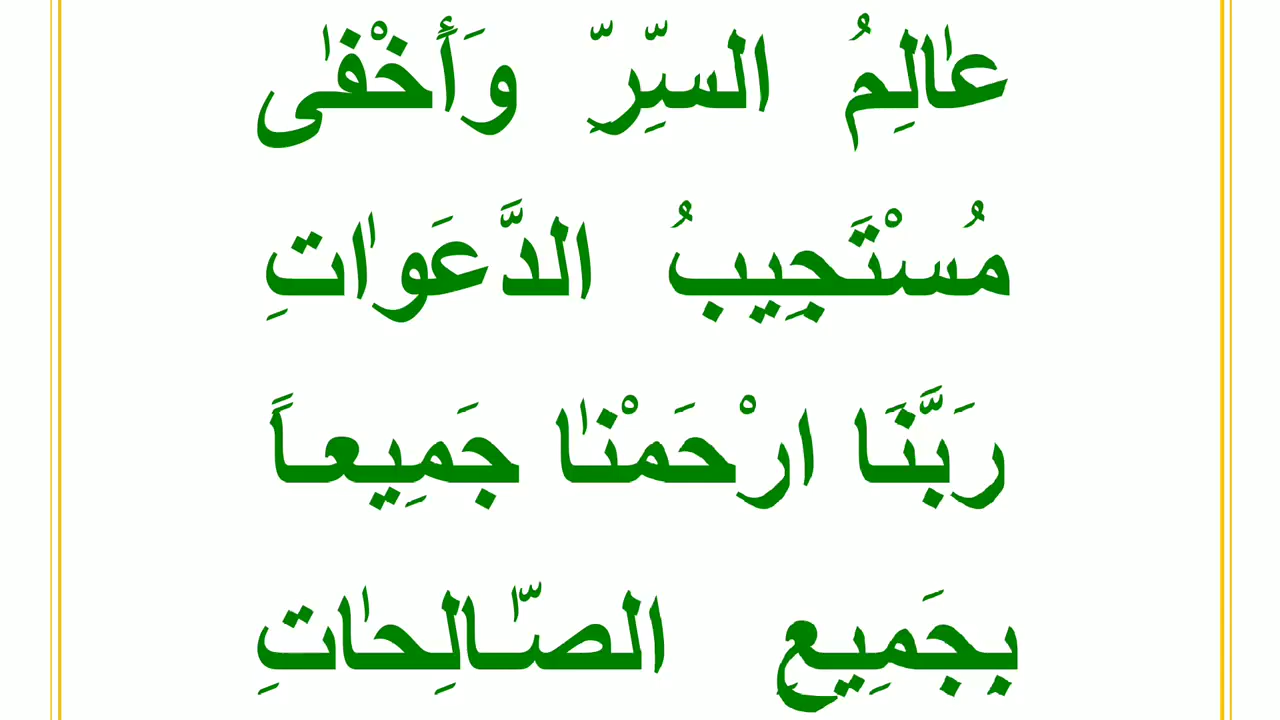 عٰالِمُ السِّرِّ وَأَخْفٰى
مُسْتَجِيبُ الدَّعَوٰاتِ
رَبَّنَا ارْحَمْنٰا جَمِيعاً
بِجَمِيعِ الصّٰالِحٰاتِ